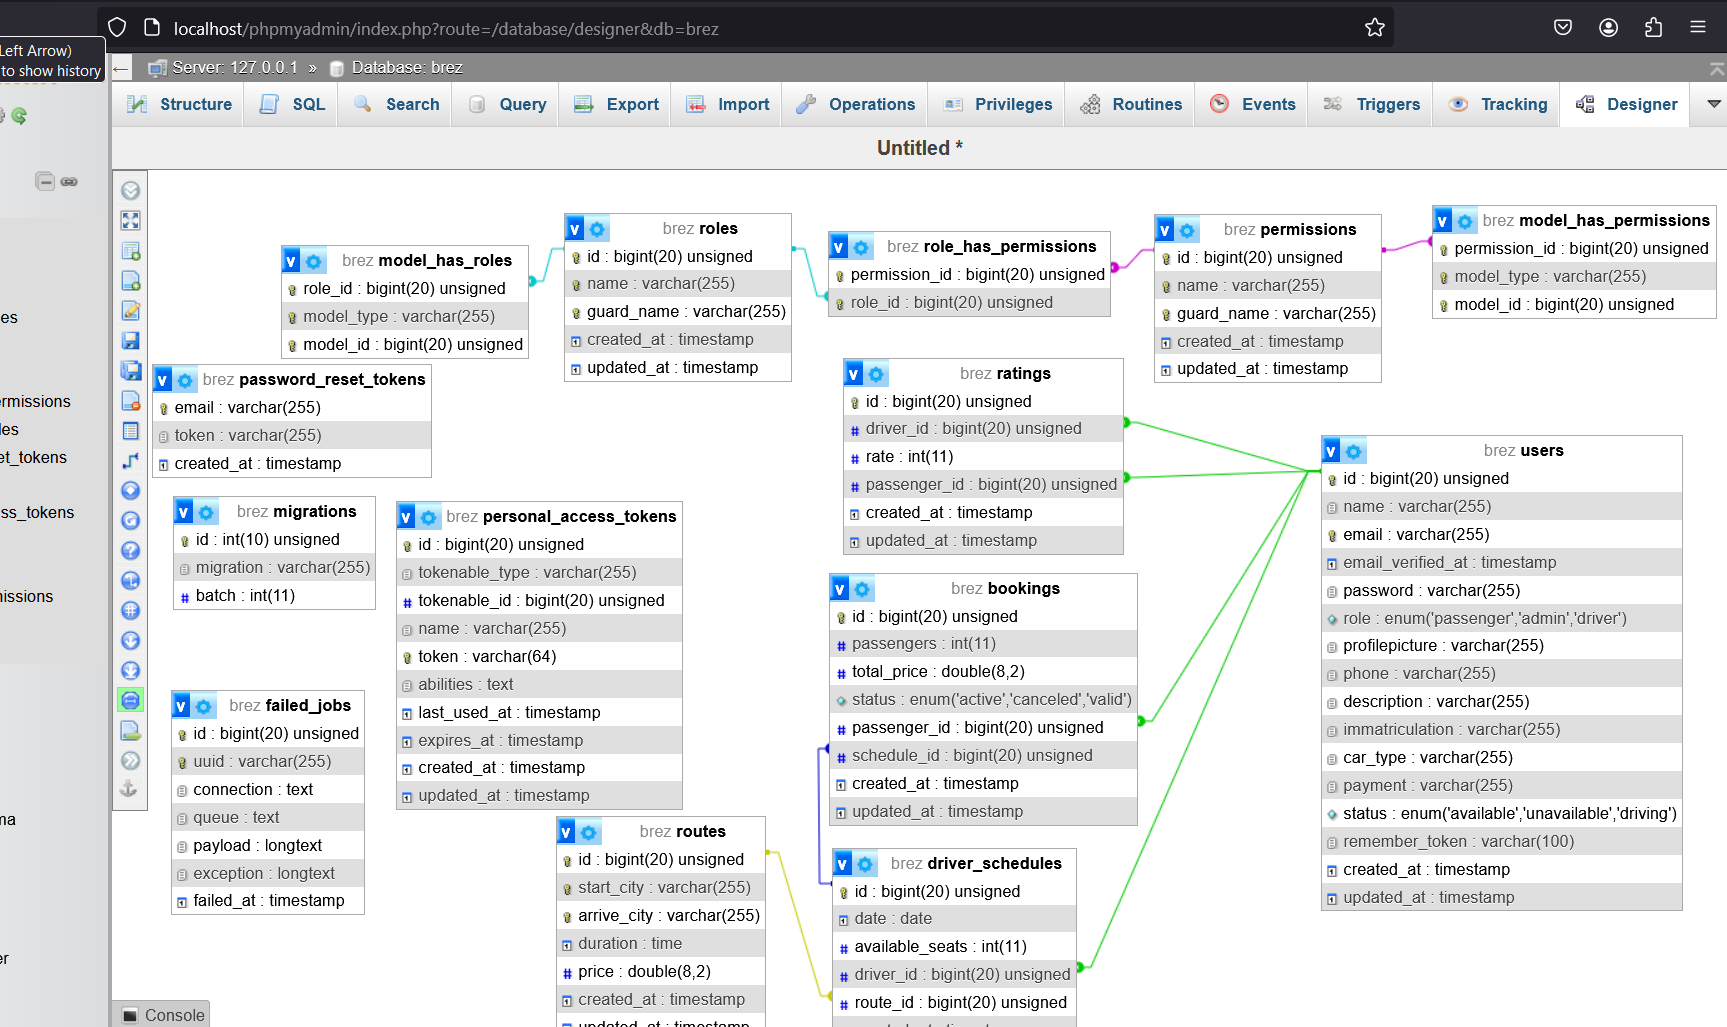 localhost/phpmyadmin/index.php?route=/database/designer&db=brez
Left Arrow)
to show history
Server: 127.0.0.1 » Database: brez
Structure SQL Search Query Export Import Operations Privileges Routines Events Triggers Tracking Designer
Untitled *
es
rmissions
les
et_tokens
ss_tokens
issions
ma
er
brez model_has_roles
role_id : bigint(20) unsigned
model_type : varchar(255)
model_id : bigint(20) unsigned
brez roles
id : bigint(20) unsigned
name : varchar(255)
guard_name : varchar(255)
created_at : timestamp
updated_at : timestamp
brez role_has_permissions
permission_id : bigint(20) unsigned
role_id : bigint(20) unsigned
brez permissions
id : bigint(20) unsigned
name : varchar(255)
guard_name : varchar(255)
created_at : timestamp
updated_at : timestamp
brez model_has_permissions
permission_id : bigint(20) unsigned
model_type : varchar(255)
model_id : bigint(20) unsigned
brez password_reset_tokens
email : varchar(255)
token : varchar(255)
created_at : timestamp
brez ratings
id : bigint(20) unsigned
driver_id : bigint(20) unsigned
rate : int(11)
passenger_id : bigint(20) unsigned
created_at : timestamp
updated_at : timestamp
brez users
id : bigint(20) unsigned
name : varchar(255)
email : varchar(255)
email_verified_at : timestamp
password : varchar(255)
role : enum('passenger','admin','driver')
profilepicture : varchar(255)
phone : varchar(255)
description : varchar(255)
immatriculation : varchar(255)
car_type : varchar(255)
payment : varchar(255)
status : enum('available','unavailable','driving')
remember_token : varchar(100)
created_at : timestamp
updated_at : timestamp
brez migrations
id : int(10) unsigned
migration : varchar(255)
batch : int(11)
brez personal_access_tokens
id : bigint(20) unsigned
tokenable_type : varchar(255)
tokenable_id : bigint(20) unsigned
name : varchar(255)
token : varchar(64)
abilities : text
last_used_at : timestamp
expires_at : timestamp
created_at : timestamp
updated_at : timestamp
brez bookings
id : bigint(20) unsigned
passengers : int(11)
total_price : double(8,2)
status : enum('active','canceled','valid')
passenger_id : bigint(20) unsigned
schedule_id : bigint(20) unsigned
created_at : timestamp
updated_at : timestamp
brez failed_jobs
id : bigint(20) unsigned
uuid : varchar(255)
connection : text
queue : text
payload : longtext
exception : longtext
failed_at : timestamp
brez routes
id : bigint(20) unsigned
start_city : varchar(255)
arrive_city : varchar(255)
duration : time
price : double(8,2)
created_at : timestamp
updated_at : timestamp
brez driver_schedules
id : bigint(20) unsigned
date : date
available_seats : int(11)
driver_id : bigint(20) unsigned
route_id : bigint(20) unsigned
Console